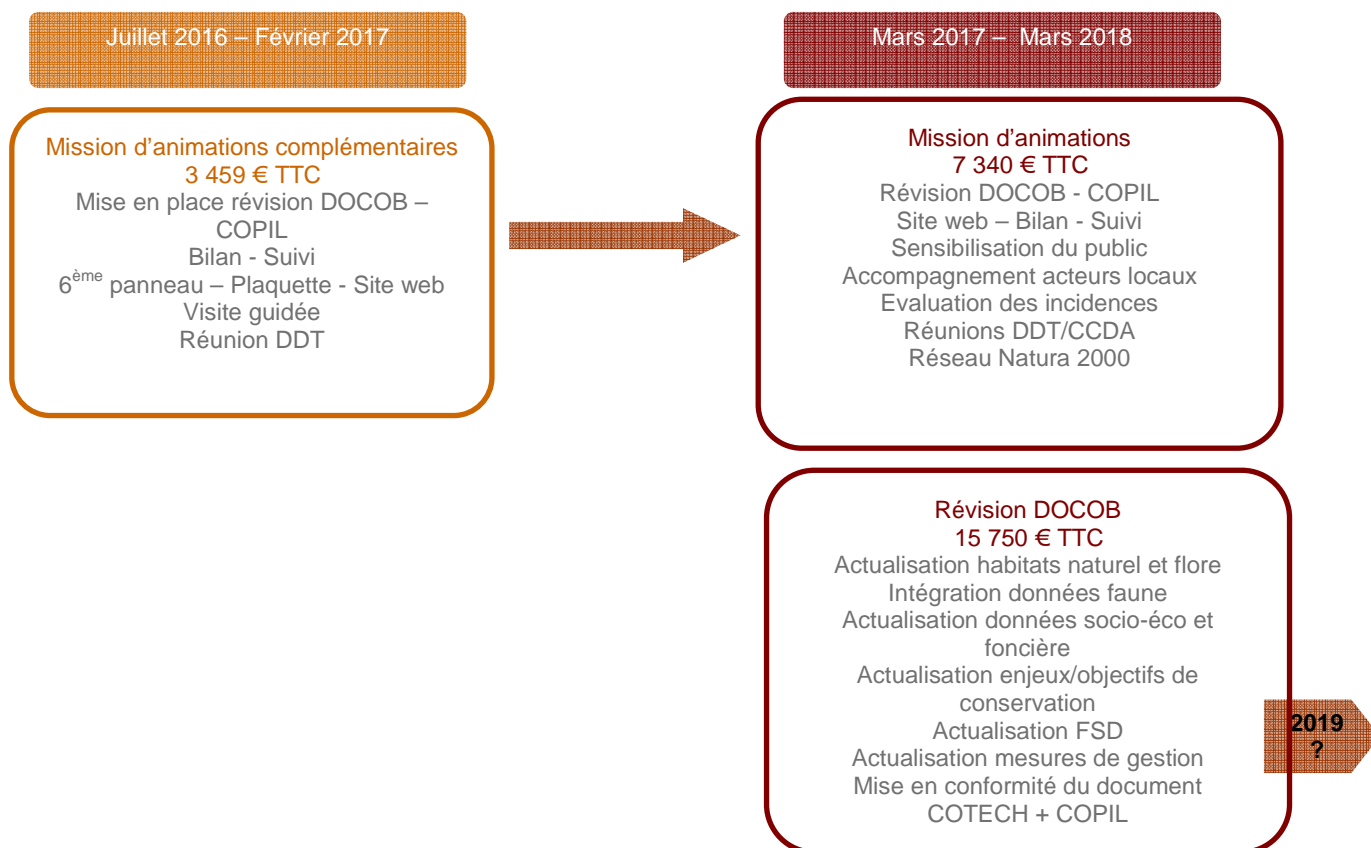 Juillet 2016 – Février 2017
Mission d'animations complémentaires
3 459 € TTC
Mise en place révision DOCOB –
COPIL
Bilan - Suivi
6ème panneau – Plaquette - Site web
Visite guidée
Réunion DDT
Mars 2017 – Mars 2018
Mission d'animations
7 340 € TTC
Révision DOCOB - COPIL
Site web – Bilan - Suivi
Sensibilisation du public
Accompagnement acteurs locaux
Evaluation des incidences
Réunions DDT/CCDA
Réseau Natura 2000
Révision DOCOB
15 750 € TTC
Actualisation habitats naturel et flore
Intégration données faune
Actualisation données socio-éco et
foncière
Actualisation enjeux/objectifs de
conservation
Actualisation FSD
Actualisation mesures de gestion
Mise en conformité du document
COTECH + COPIL
2019
?